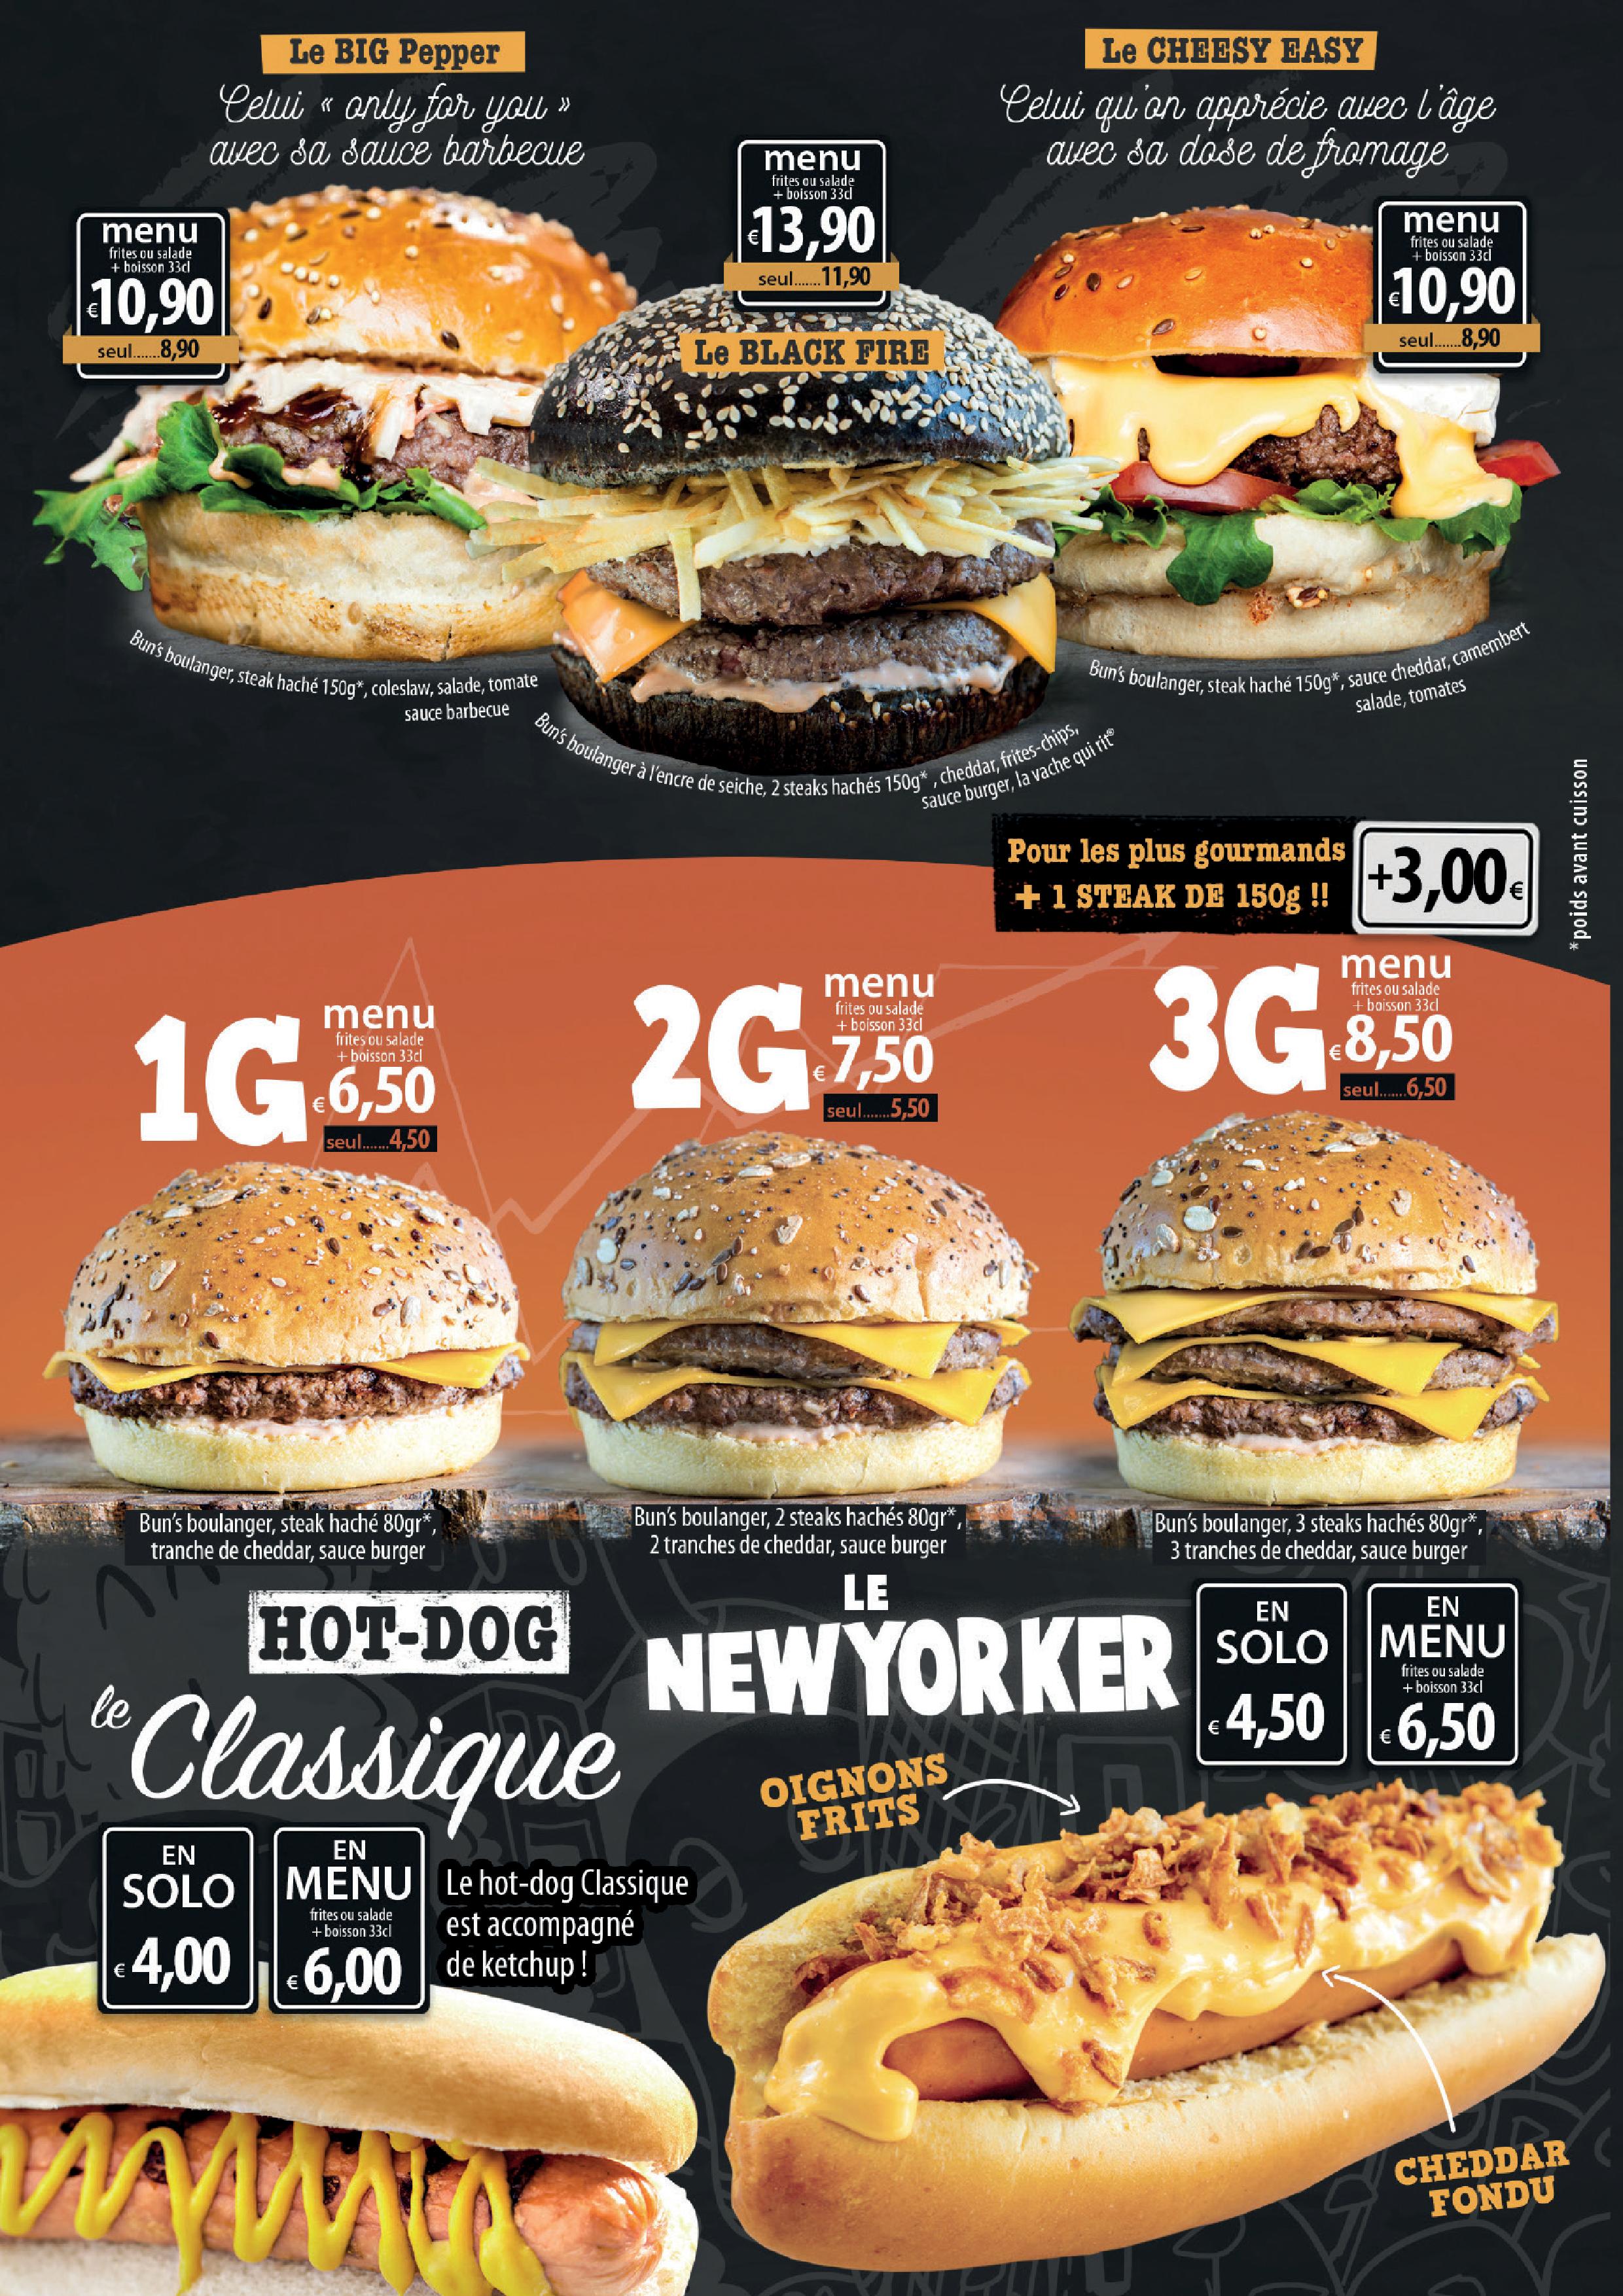 Le BIG Pepper
Celui « only for you »
avec sa sauce barbecue
menu
frites ou salade
+ boisson 33cl
€10,90
seul.......8,90
Bun's boulanger, steak haché 150g*, coleslaw, salade, tomate
sauce barbecue
menu
frites ou salade
+ boisson 33cl
€13,90
seul.......11,90
Le BLACK FIRE
Bun's boulanger à l'encre de seiche, 2 steaks hachés 150g* , cheddar, frites-chips,
sauce burger, la vache qui rit®
Le CHEESY EASY
Celui qu'on apprécie avec l'âge
avec sa dose de fromage
menu
frites ou salade
+ boisson 33cl
€10,90
seul.......8,90
Bun's boulanger, steak haché 150g*, sauce cheddar, camembert
salade, tomates
*poids avant cuisson
Pour les plus gourmands
+ 1 STEAK DE 150g !!
+3,00€
1G
menu
frites ou salade
+ boisson 33cl
€6,50
seul.......4,50
Bun's boulanger, steak haché 80gr*,
tranche de cheddar, sauce burger
2G
menu
frites ou salade
+ boisson 33cl
€7,50
seul.......5,50
Bun's boulanger, 2 steaks hachés 80gr*,
2 tranches de cheddar, sauce burger
3G
menu
frites ou salade
+ boisson 33cl
€8,50
seul.......6,50
Bun's boulanger, 3 steaks hachés 80gr*,
3 tranches de cheddar, sauce burger
HOT-DOG
le Classique
EN
SOLO
€4,00
EN
MENU
frites ou salade
+ boisson 33cl
€6,00
Le hot-dog Classique
est accompagné
de ketchup !
LE
NEWYORKER
EN
SOLO
€4,50
EN
MENU
frites ou salade
+ boisson 33cl
€6,50
OIGNONS
FRITS
CHEDDAR
FONDU